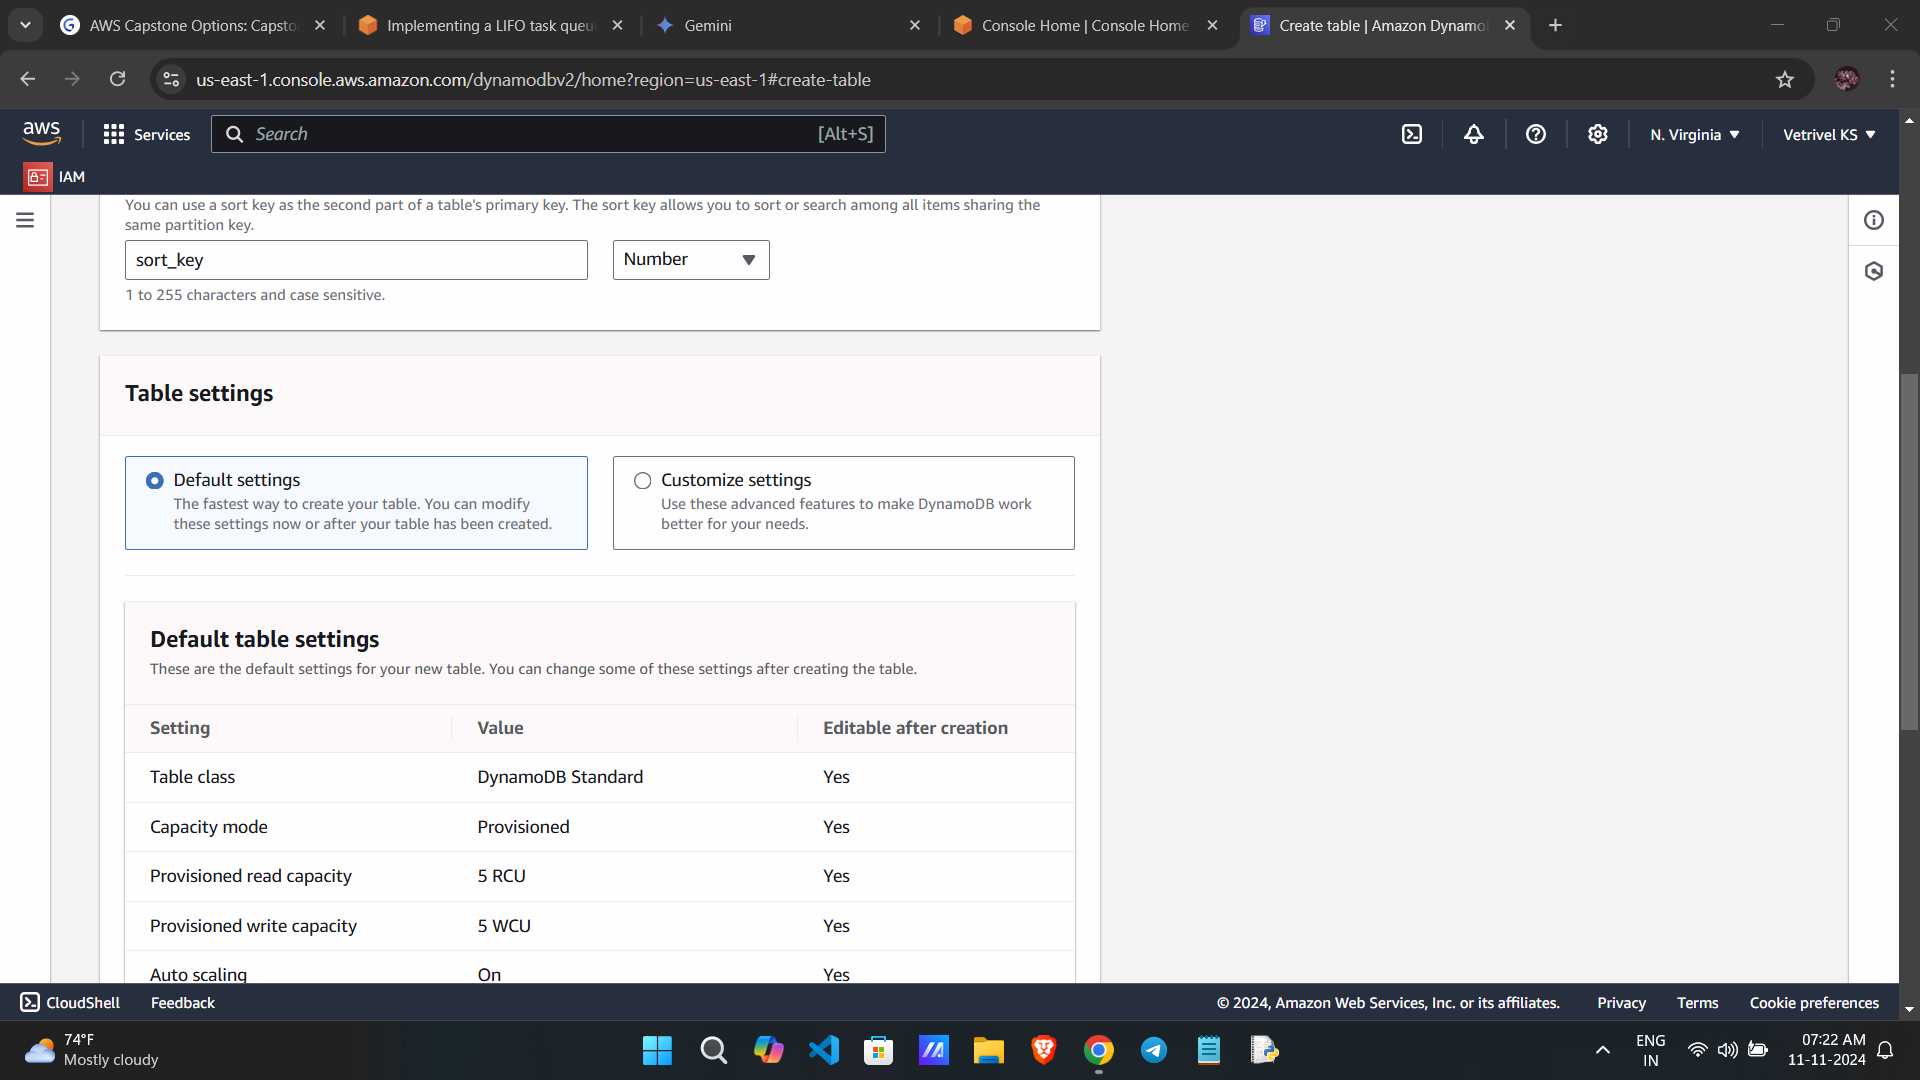 AWS Capstone Options: Capsto
Implementing a LIFO task queu
Gemini
Console Home | Console Home
Create table | Amazon Dynamo
us-east-1.console.aws.amazon.com/dynamodbv2/home?region=us-east-1#create-table
aws
Services
Search
[Alt+S]
N. Virginia
Vetrivel KS
IAM
You can use a sort key as the second part of a table's primary key. The sort key allows you to sort or search among all items sharing the
same partition key.
sort_key
Number
1 to 255 characters and case sensitive.
Table settings
Default settings
The fastest way to create your table. You can modify
these settings now or after your table has been created.
Customize settings
Use these advanced features to make DynamoDB work
better for your needs.
Default table settings
These are the default settings for your new table. You can change some of these settings after creating the table.
Setting Value Editable after creation
Table class DynamoDB Standard Yes
Capacity mode Provisioned Yes
Provisioned read capacity 5 RCU Yes
Provisioned write capacity 5 WCU Yes
Auto scaling On Yes
CloudShell Feedback © 2024, Amazon Web Services, Inc. or its affiliates. Privacy Terms Cookie preferences
74°F
Mostly cloudy
ENG
IN
07:22 AM
11-11-2024